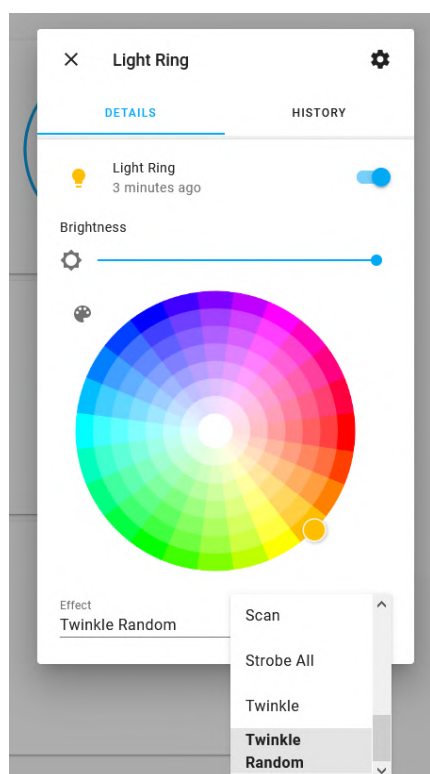 Light Ring
DETAILS
HISTORY
Light Ring
3 minutes ago
Brightness
Effect
Twinkle Random
Scan
Strobe All
Twinkle
Twinkle
Random